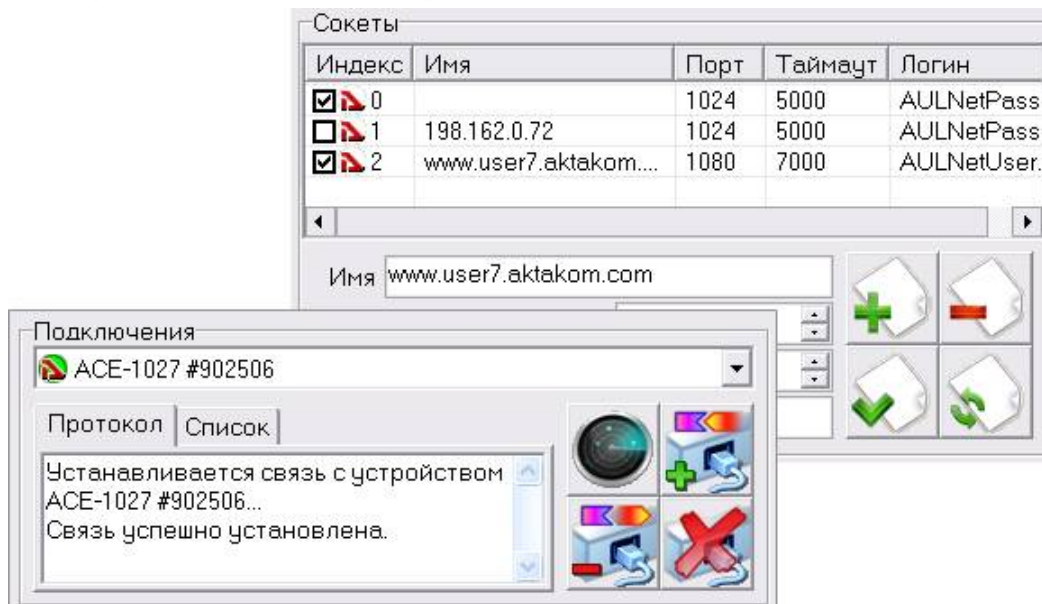 Сокеты
Индекс Имя Порт Таймаут Логин
0 1024 5000 AULNetPass
1 198.162.0.72 1024 5000 AULNetPass
2 www.user7.aktakom.... 1080 7000 AULNetUser.
Имя www.user7.aktakom.com
Подключения
ACE-1027 #902506
Протокол Список
Устанавливается связь с устройством
ACE-1027 #902506...
Связь успешно установлена.